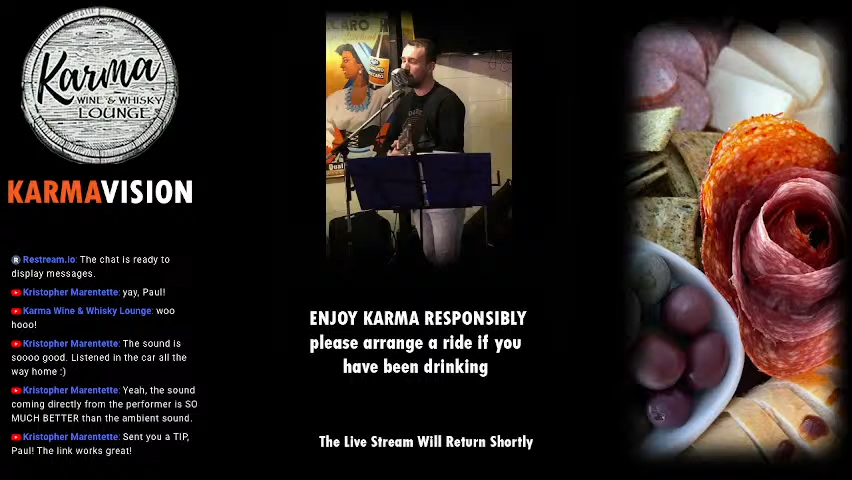 Karma
WINE & WHISKY
LOUNGE
KARMAVISION
Restream.io: The chat is ready to
display messages.
Kristopher Marentette: yay, Paul!
Karma Wine & Whisky Lounge: woo
hooo!
Kristopher Marentette: The sound is
soooo good. Listened in the car all the
way home :)
Kristopher Marentette: Yeah, the sound
coming directly from the performer is SO
MUCH BETTER than the ambient sound.
Kristopher Marentette: Sent you a TIP,
Paul! The link works great!
ENJOY KARMA RESPONSIBLY
please arrange a ride if you
have been drinking
The Live Stream Will Return Shortly